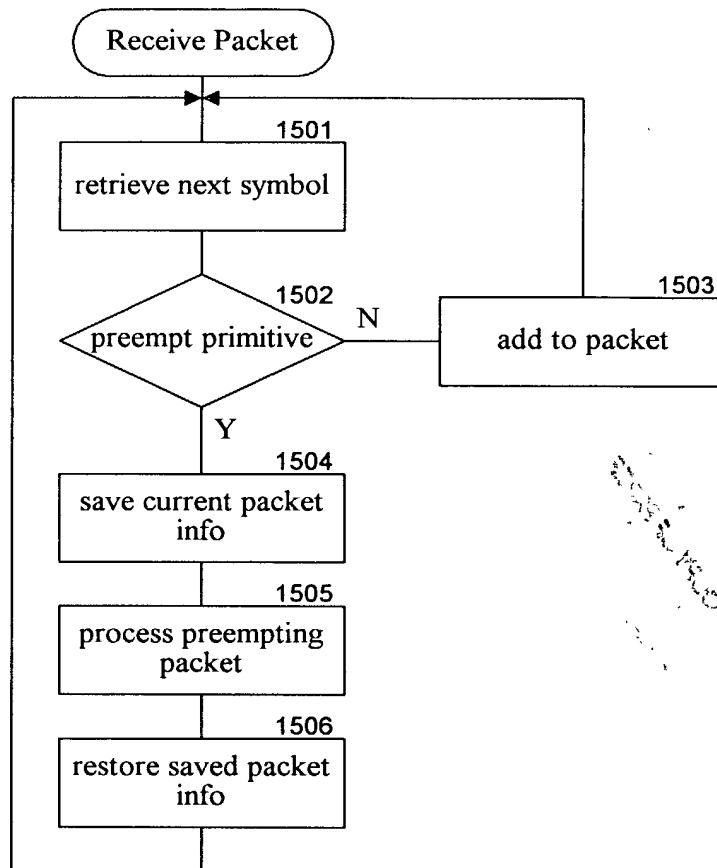 Receive Packet
1501
retrieve next symbol
1502
preempt primitive
N
1503
add to packet
Y
1504
save current packet
info
1505
process preempting
packet
1506
restore saved packet
info